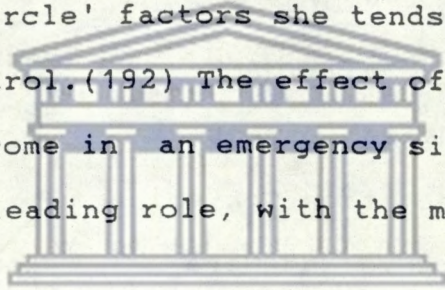 rcle' factors she tends
rol.(192) The effect of
ome in an emergency si
eading role, with the m